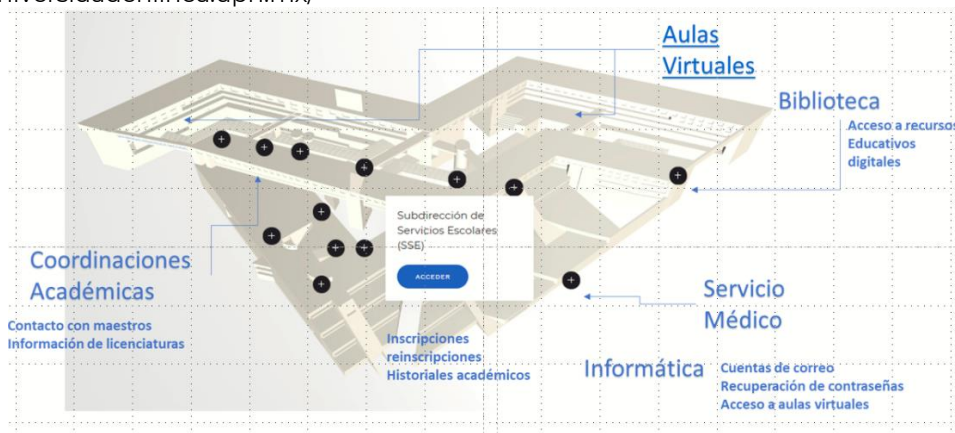 Aulas
Virtuales
Biblioteca
Acceso a recursos
Educativos
digitales
Subdirección de
Servicios Escolares
(SSE)
ACCEDER
Coordinaciones
Académicas
Contacto con maestros
Información de licenciaturas
Servicio
Médico
Inscripciones
reinscripciones
Historiales académicos
Informática
Cuentas de correo
Recuperación de contraseñas
Acceso a aulas virtuales